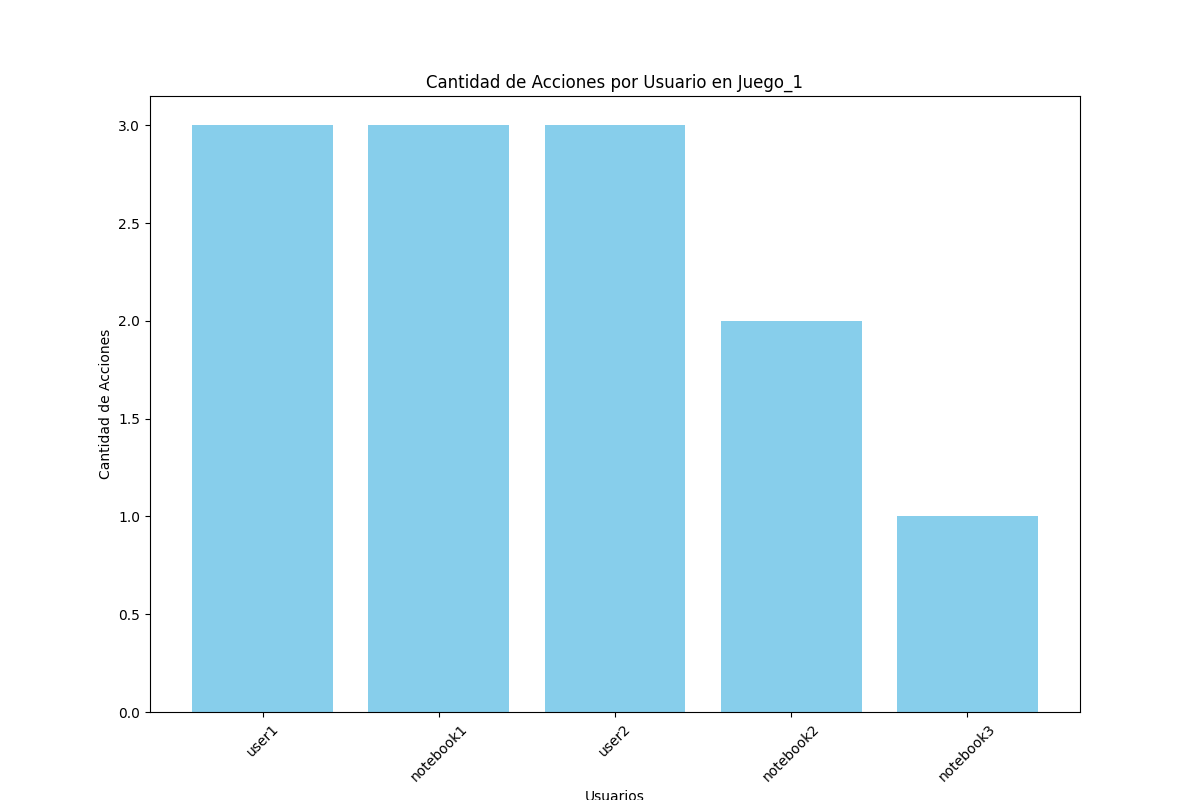 Cantidad de Acciones por Usuario en Juego_1
3.0
2.5
2.0
1.5
1.0
0.5
0.0
Cantidad de Acciones
user1
notebook1
user2
notebook2
notebook3
Usuarios